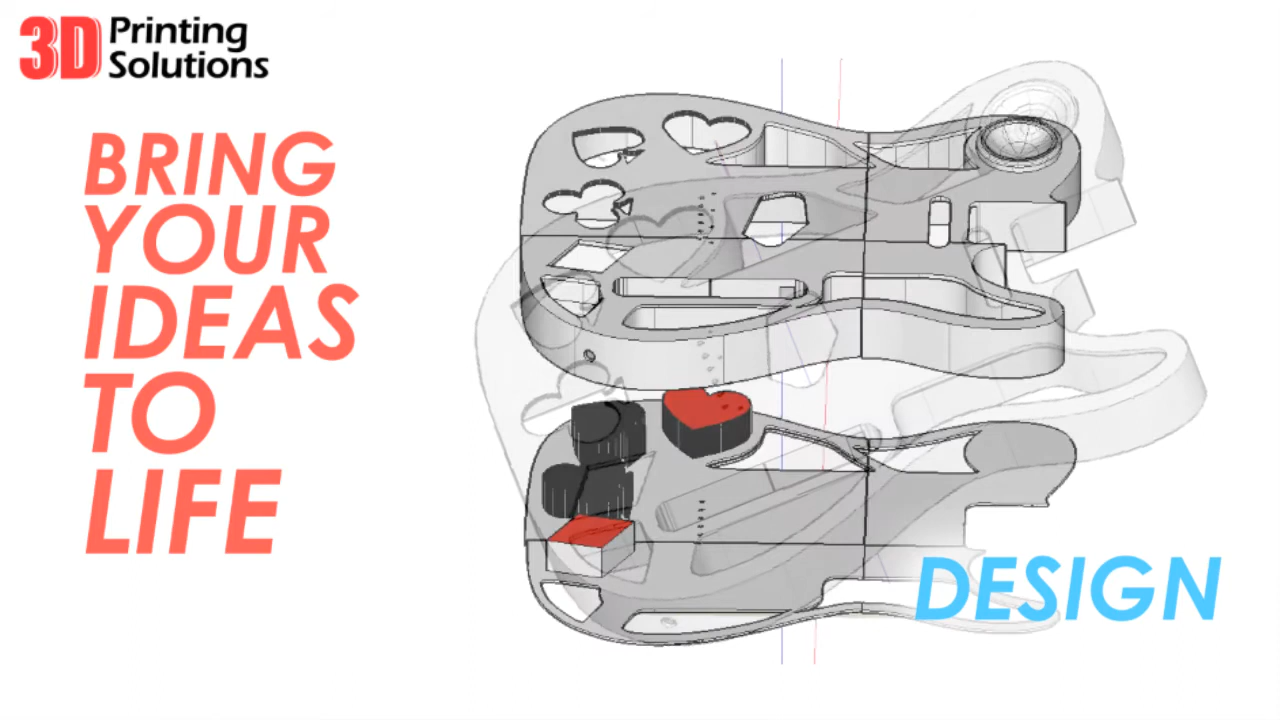 3D Printing
Solutions
BRING
YOUR
IDEAS
TO
LIFE
DESIGN